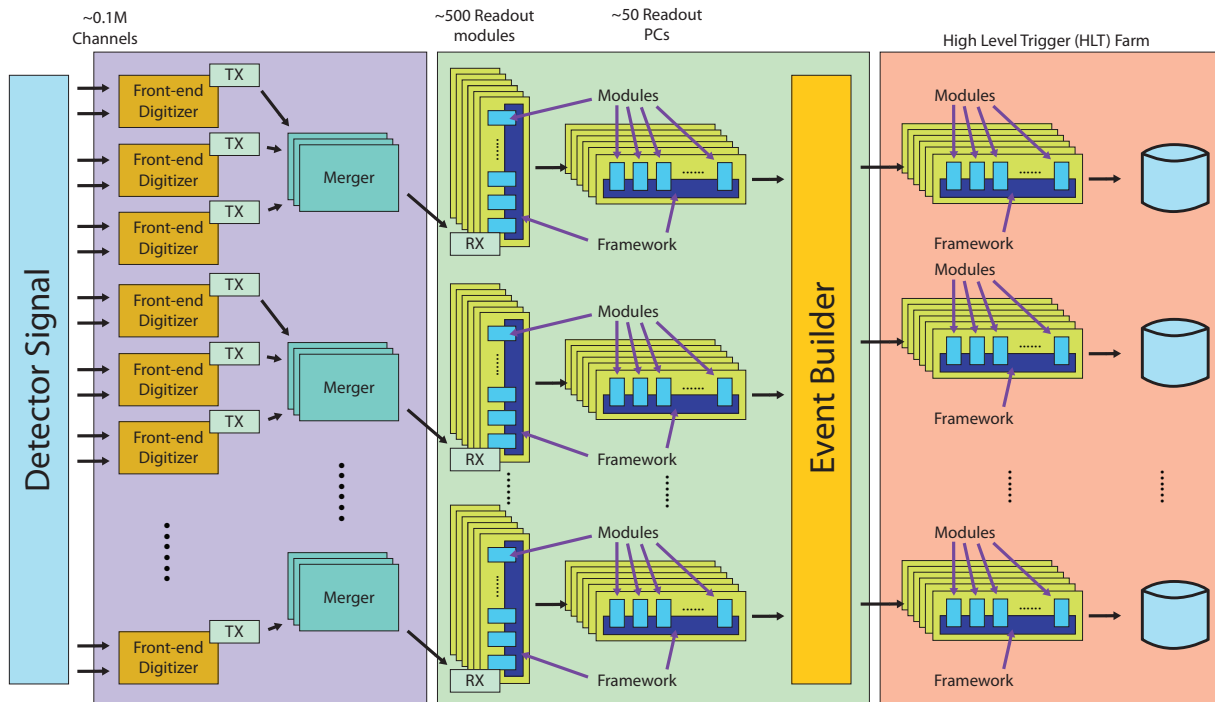 ~0.1M
Channels
~500 Readout
modules
~50 Readout
PCs
High Level Trigger (HLT) Farm
Detector Signal
Front-end
Digitizer
TX
Front-end
Digitizer
TX
Front-end
Digitizer
TX
Merger
Front-end
Digitizer
TX
Front-end
Digitizer
TX
Front-end
Digitizer
TX
Merger
Front-end
Digitizer
TX
Merger
RX
Modules
Framework
RX
Modules
Framework
RX
Modules
Framework
Event Builder
Modules
Framework
Modules
Framework
Modules
Framework